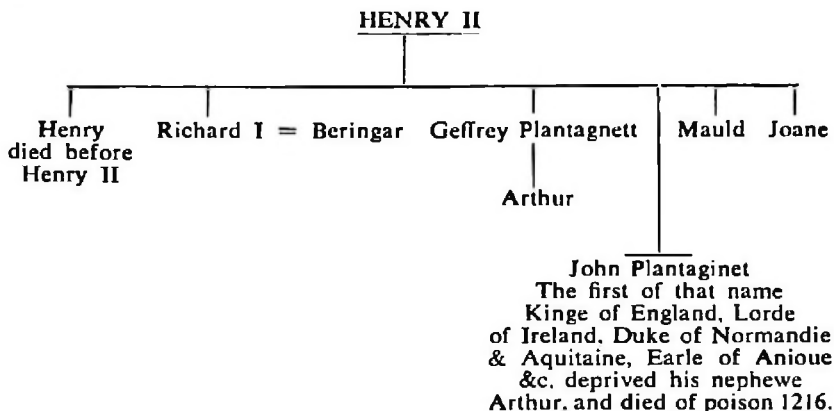 HENRY II
Henry
died before
Henry II
Richard I = Beringar
Geffrey Plantagnett
Mauld
Joane
Arthur
John Plantaginet
The first of that name
Kinge of England, Lorde
of Ireland, Duke of Normandie
& Aquitaine, Earle of Anioue
&c. deprived his nephewe
Arthur, and died of poison 1216.